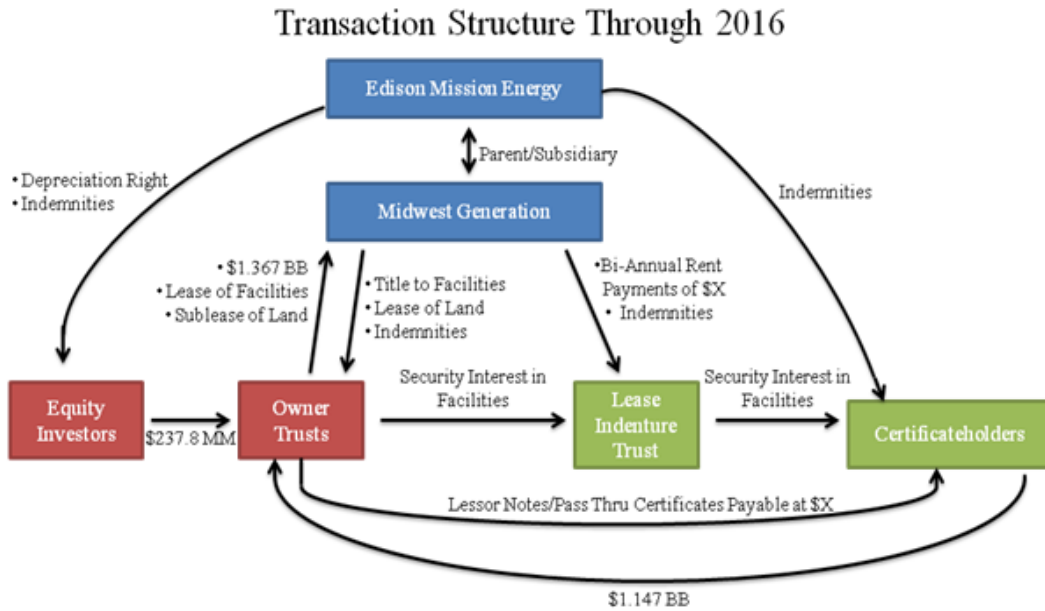 Transaction Structure Through 2016
Edison Mission Energy
Parent/Subsidiary
• Depreciation Right
• Indemnities
Indemnities
Midwest Generation
• $1.367 BB
• Lease of Facilities
• Sublease of Land
• Title to Facilities
• Lease of Land
• Indemnities
• Bi-Annual Rent
Payments of $X
• Indemnities
Equity
Investors
$237.8 MM
Owner
Trusts
Security Interest in
Facilities
Lease
Indenture
Trust
Security Interest in
Facilities
Certificateholders
Lessor Notes/Pass Thru Certificates Payable at $X
$1.147 BB